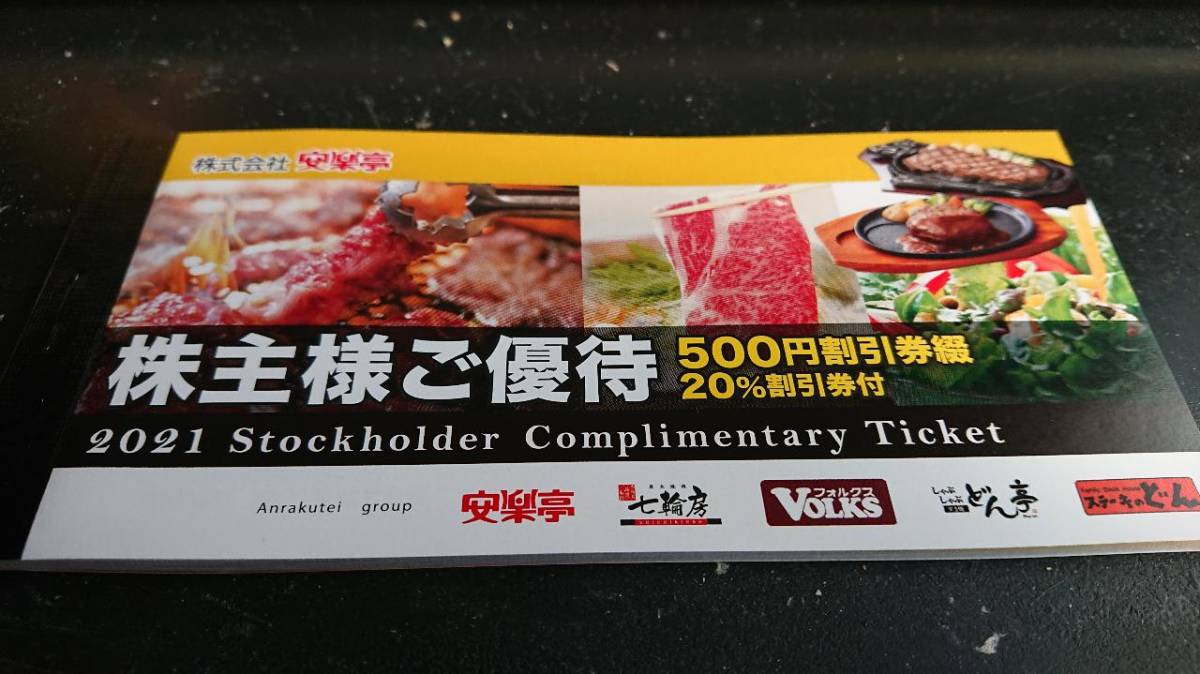 株式会社 安楽亭
株主様ご優待
500円割引券綴
20%割引券付
2021 Stockholder Complimentary Ticket
Anrakutei group
安楽亭
七輪房
SHICHIRINBO
フォルクス
VOLKS
しゃぶしゃぶ
どん亭
ステーキのどん